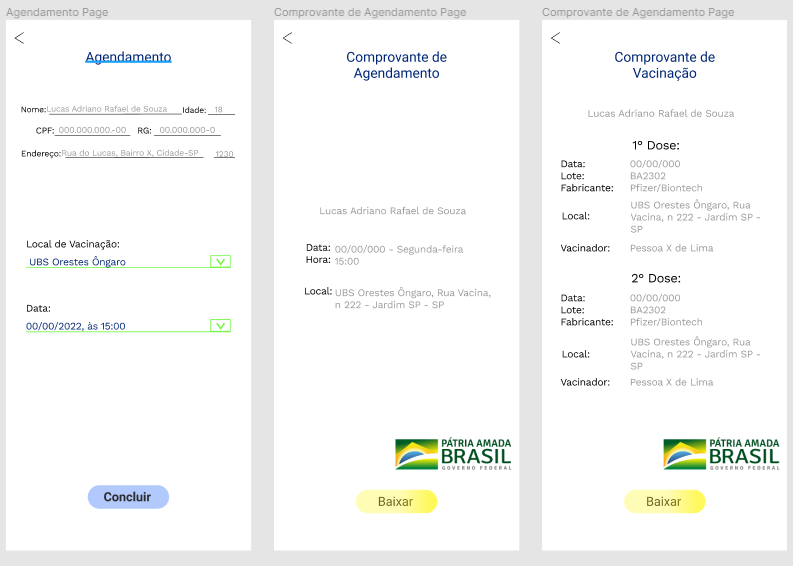 Agendamento Page
<
Agendamento
Nome: Lucas Adriano Rafael de Souza Idade: 18
CPF: 000.000.000.-00 RG: 00.000.000-0
Endereço: Rua do Lucas, Bairro X, Cidade-SP 1230
Local de Vacinação:
UBS Orestes Ôngaro
Data:
00/00/2022, às 15:00
Concluir
Comprovante de Agendamento Page
<
Comprovante de
Agendamento
Lucas Adriano Rafael de Souza
Data: 00/00/000 - Segunda-feira
Hora: 15:00
Local: UBS Orestes Ôngaro, Rua Vacina,
n 222 - Jardim SP - SP
PÁTRIA AMADA
BRASIL
GOVERNO FEDERAL
Baixar
Comprovante de Agendamento Page
<
Comprovante de
Vacinação
Lucas Adriano Rafael de Souza
1° Dose:
Data: 00/00/000
Lote: BA2302
Fabricante: Pfizer/Biontech
Local: UBS Orestes Ôngaro, Rua
Vacina, n 222 - Jardim SP -
SP
Vacinador: Pessoa X de Lima
2° Dose:
Data: 00/00/000
Lote: BA2302
Fabricante: Pfizer/Biontech
Local: UBS Orestes Ôngaro, Rua
Vacina, n 222 - Jardim SP -
SP
Vacinador: Pessoa X de Lima
PÁTRIA AMADA
BRASIL
GOVERNO FEDERAL
Baixar